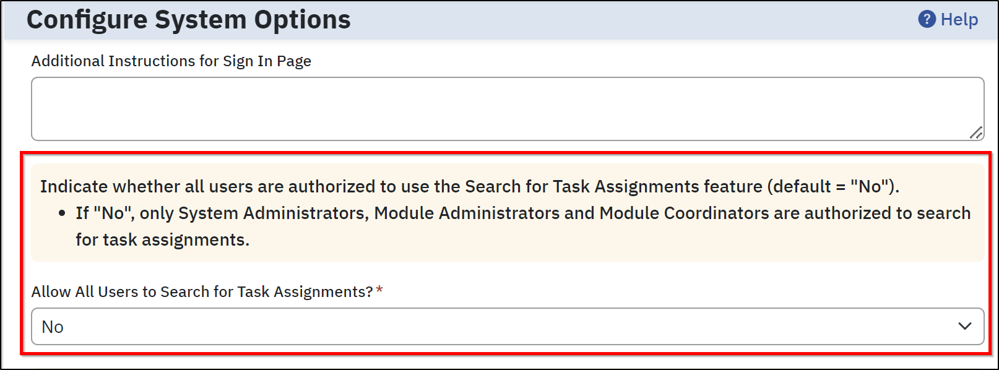 Configure System Options
? Help
Additional Instructions for Sign In Page
Indicate whether all users are authorized to use the Search for Task Assignments feature (default = "No").
• If "No", only System Administrators, Module Administrators and Module Coordinators are authorized to search
for task assignments.
Allow All Users to Search for Task Assignments?*
No